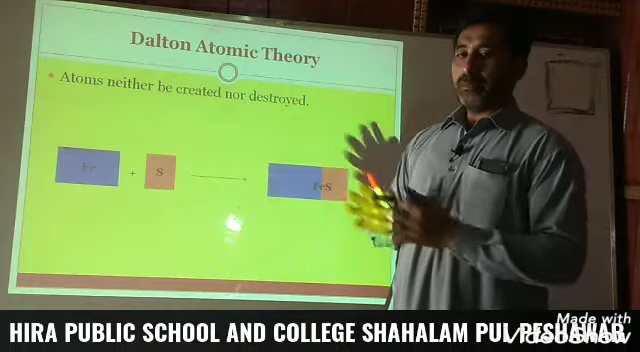 Dalton Atomic Theory
• Atoms neither be created nor destroyed.
Fe + S FeS
Made with
VideoShow
HIRA PUBLIC SCHOOL AND COLLEGE SHAHALAM PUL PESHAWAR